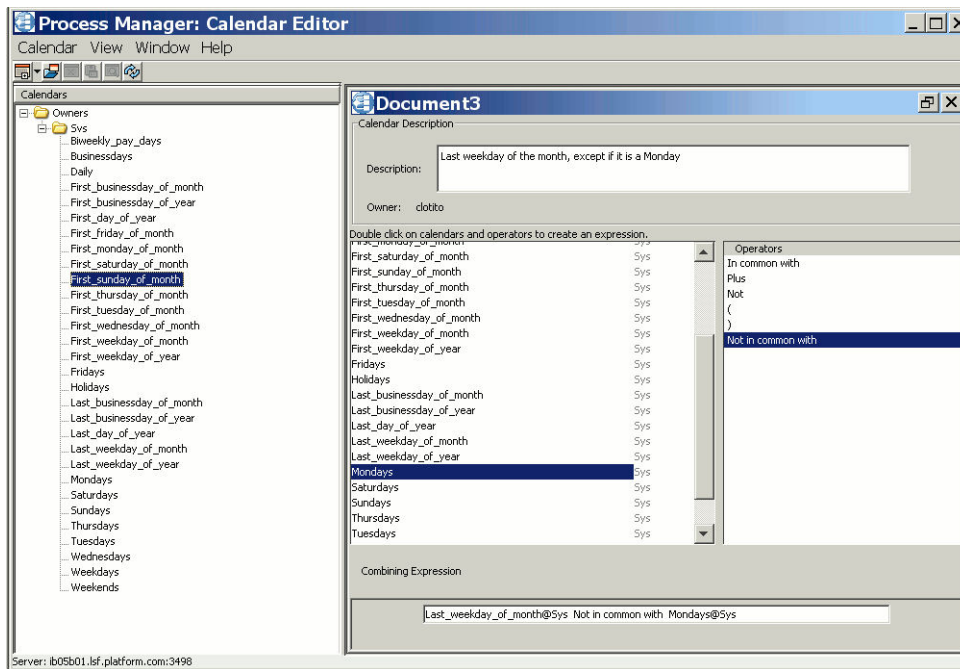 Process Manager: Calendar Editor
Calendar View Window Help
Calendars
Owners
Sys
Biweekly_pay_days
Businessdays
Daily
First_businessday_of_month
First_businessday_of_year
First_day_of_year
First_friday_of_month
First_monday_of_month
First_saturday_of_month
First_sunday_of_month
First_thursday_of_month
First_tuesday_of_month
First_wednesday_of_month
First_weekday_of_month
First_weekday_of_year
Fridays
Holidays
Last_businessday_of_month
Last_businessday_of_year
Last_day_of_year
Last_weekday_of_month
Last_weekday_of_year
Mondays
Saturdays
Sundays
Thursdays
Tuesdays
Wednesdays
Weekdays
Weekends
Document3
Calendar Description
Description: Last weekday of the month, except if it is a Monday
Owner: clotito
Double click on calendars and operators to create an expression.
First_monday_of_month Sys
First_saturday_of_month Sys
First_sunday_of_month Sys
First_thursday_of_month Sys
First_tuesday_of_month Sys
First_wednesday_of_month Sys
First_weekday_of_month Sys
First_weekday_of_year Sys
Fridays Sys
Holidays Sys
Last_businessday_of_month Sys
Last_businessday_of_year Sys
Last_day_of_year Sys
Last_weekday_of_month Sys
Last_weekday_of_year Sys
Mondays Sys
Saturdays Sys
Sundays Sys
Thursdays Sys
Tuesdays Sys
Operators
In common with
Plus
Not
(
)
Not in common with
Combining Expression
Last_weekday_of_month@Sys Not in common with Mondays@Sys
Server: ib05b01.lsf.platform.com:3498